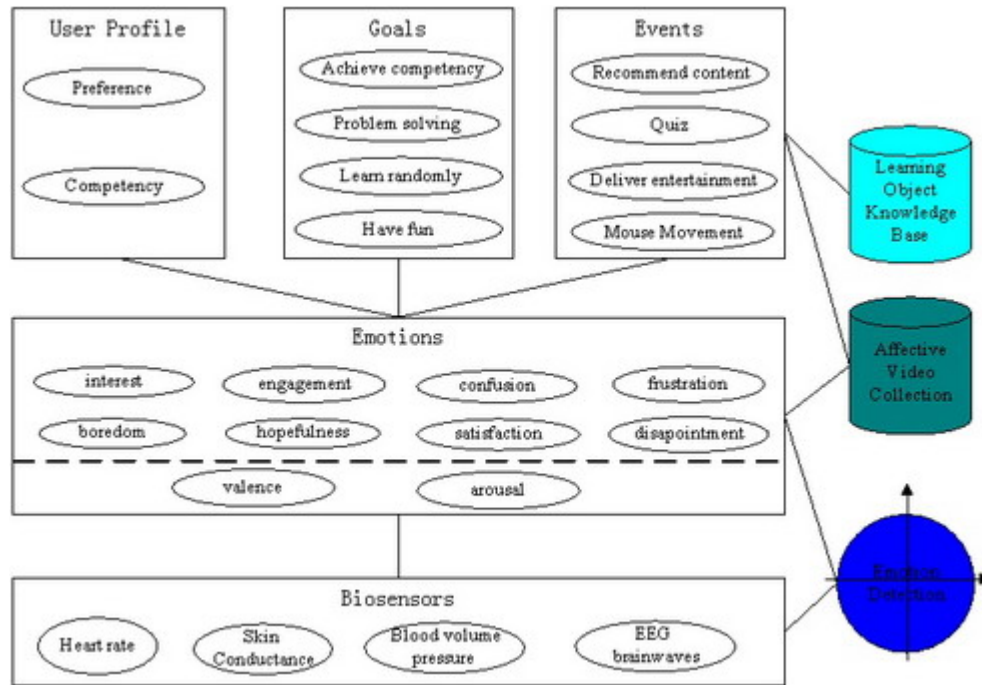 User Profile
Preference
Competency
Goals
Achieve competency
Problem solving
Learn randomly
Have fun
Events
Recommend content
Quiz
Deliver entertainment
Mouse Movement
Learning
Object
Knowledge
Base
Affective
Video
Collection
Emotions
interest
engagement
confusion
frustration
boredom
hopefulness
satisfaction
disapointment
valence
arousal
Emotion
Detection
Biosensors
Heart rate
Skin
Conductance
Blood volume
pressure
EEG
brainwaves